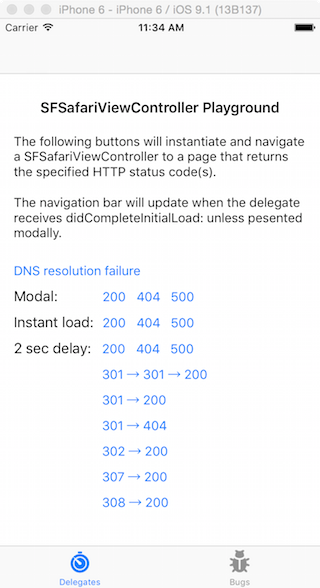 iPhone 6 - iPhone 6 / iOS 9.1 (13B137)
Carrier 11:34 AM
SFSafariViewController Playground
The following buttons will instantiate and navigate
a SFSafariViewController to a page that returns
the specified HTTP status code(s).
The navigation bar will update when the delegate
receives didCompleteInitialLoad: unless pesented
modally.
DNS resolution failure
Modal: 200 404 500
Instant load: 200 404 500
2 sec delay: 200 404 500
301 → 301 → 200
301 → 200
301 → 404
302 → 200
307 → 200
308 → 200
Delegates Bugs